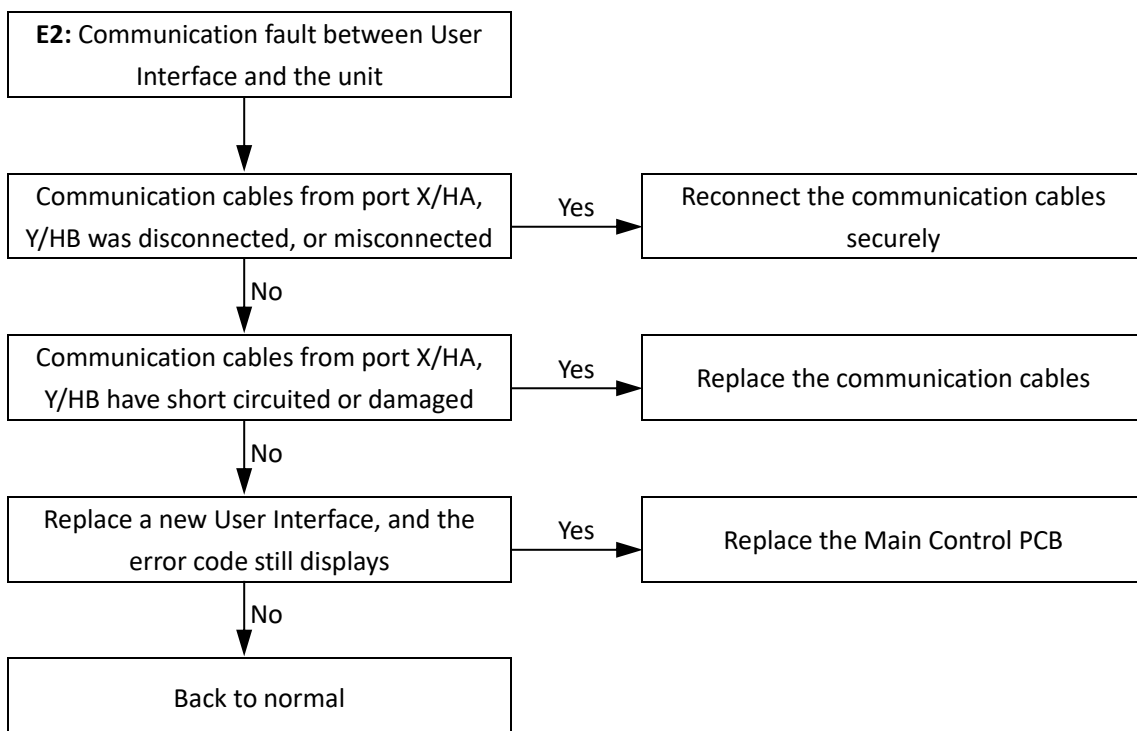 E2: Communication fault between User
Interface and the unit
Communication cables from port X/HA,
Y/HB was disconnected, or misconnected
Yes
Reconnect the communication cables
securely
No
Communication cables from port X/HA,
Y/HB have short circuited or damaged
Yes
Replace the communication cables
No
Replace a new User Interface, and the
error code still displays
Yes
Replace the Main Control PCB
No
Back to normal